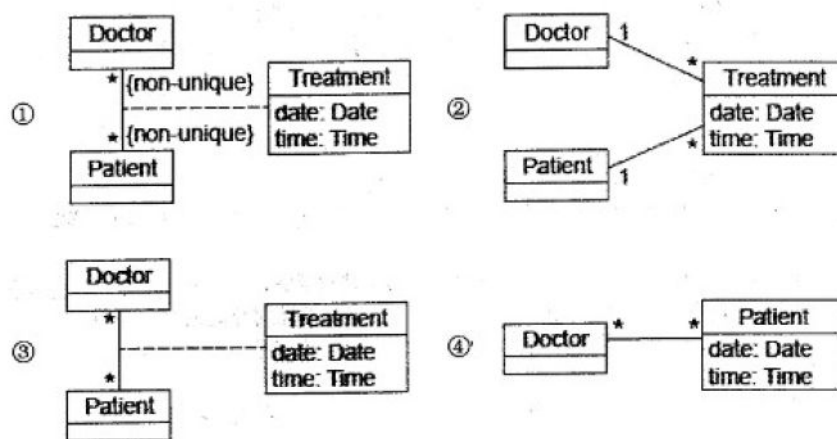 ①
Doctor
* {non-unique}
* {non-unique}
Patient
Treatment
date: Date
time: Time
②
Doctor
1
*
Treatment
date: Date
time: Time
*
1
Patient
③
Doctor
*
*
Patient
Treatment
date: Date
time: Time
④
Doctor
* *
Patient
date: Date
time: Time